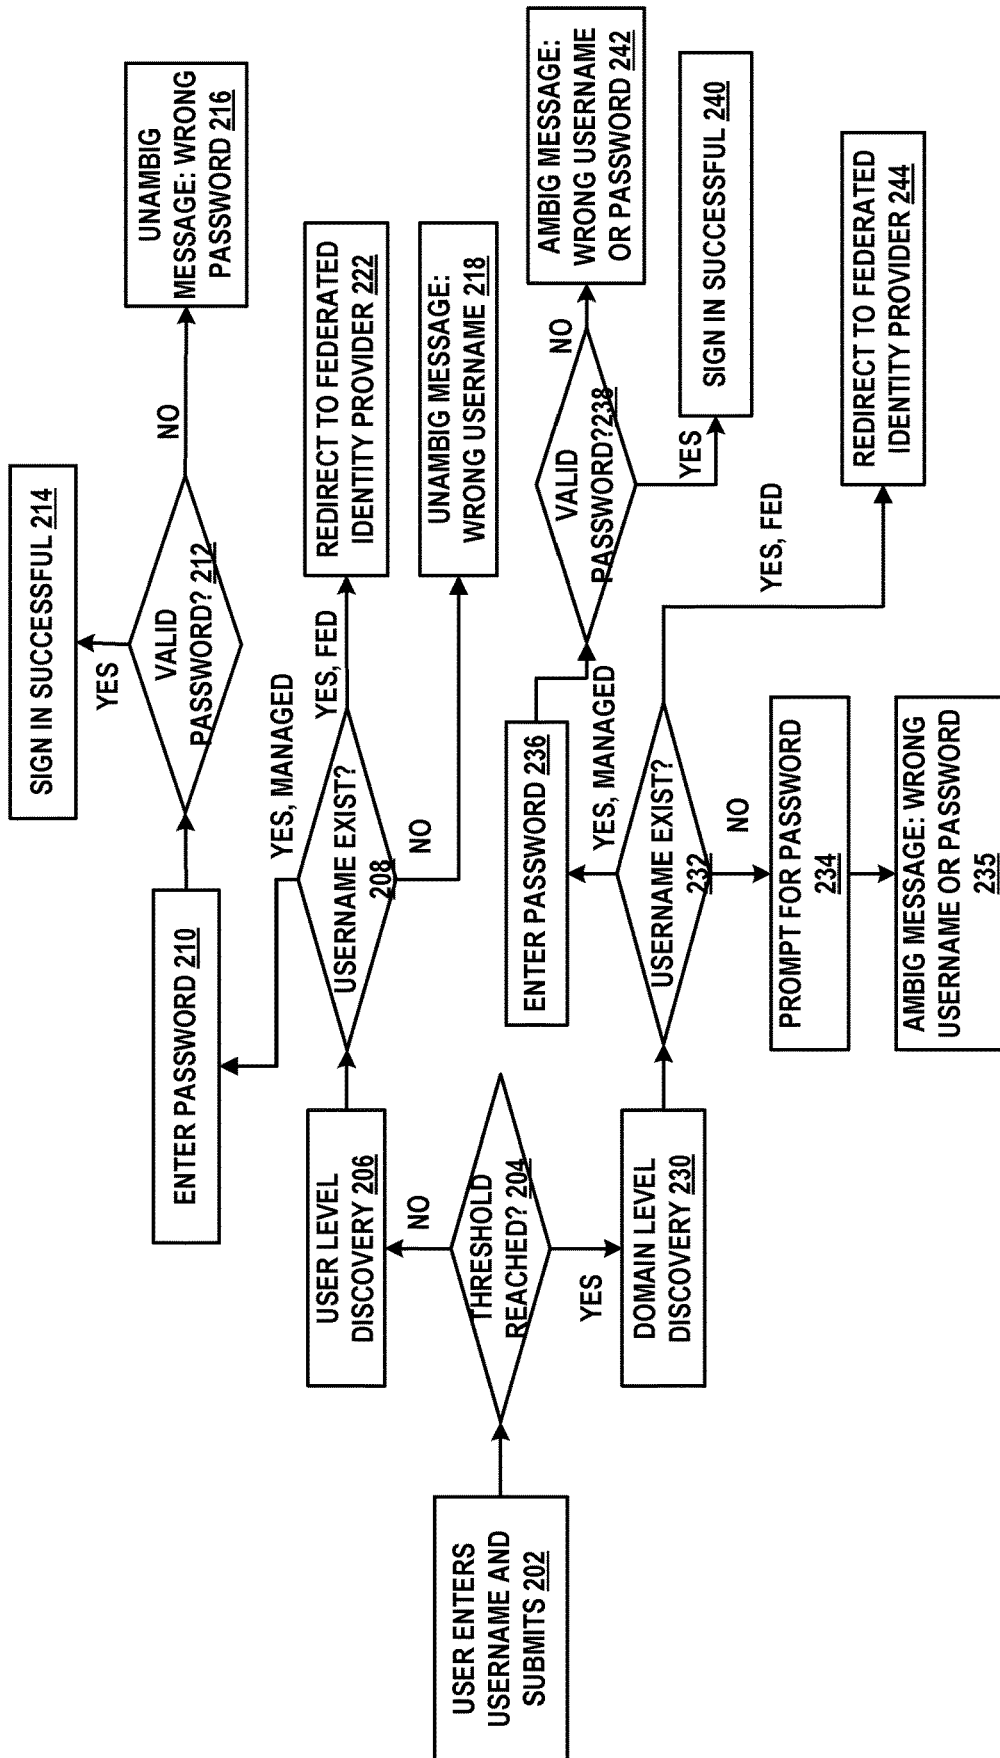 USER ENTERS
USERNAME AND
SUBMITS 202
THRESHOLD
REACHED? 204
NO
YES
USER LEVEL
DISCOVERY 206
USERNAME EXIST?
208
YES, MANAGED
YES, FED
NO
ENTER PASSWORD 210
VALID
PASSWORD? 212
YES
NO
SIGN IN SUCCESSFUL 214
UNAMBIG
MESSAGE: WRONG
PASSWORD 216
REDIRECT TO FEDERATED
IDENTITY PROVIDER 222
UNAMBIG MESSAGE:
WRONG USERNAME 218
DOMAIN LEVEL
DISCOVERY 230
USERNAME EXIST?
232
YES, MANAGED
NO
YES, FED
ENTER PASSWORD 236
VALID
PASSWORD?238
NO
YES
AMBIG MESSAGE:
WRONG USERNAME
OR PASSWORD 242
SIGN IN SUCCESSFUL 240
REDIRECT TO FEDERATED
IDENTITY PROVIDER 244
PROMPT FOR PASSWORD
234
AMBIG MESSAGE: WRONG
USERNAME OR PASSWORD
235